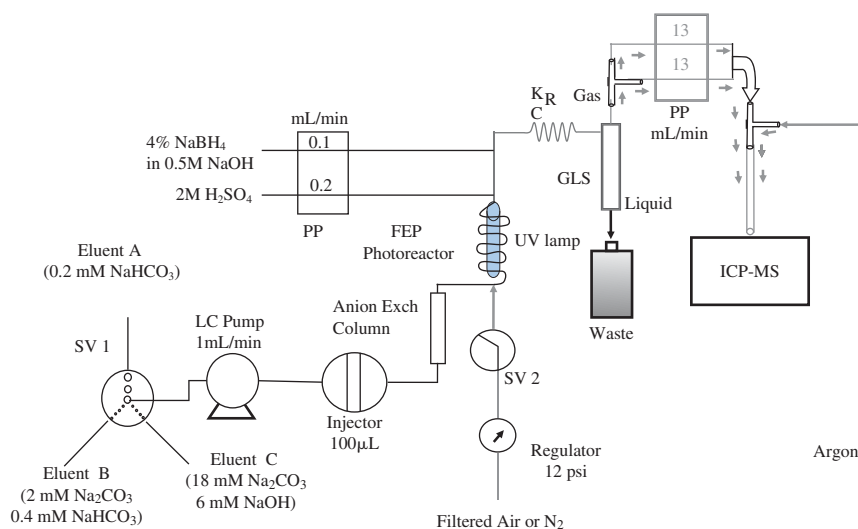 13
13
Gas
PP
mL/min
K R
C
mL/min
4% NaBH₄
in 0.5M NaOH
0.1
2M H₂SO₄
0.2
PP
FEP
Photoreactor
UV lamp
GLS
Liquid
Waste
ICP-MS
Argon
Eluent A
(0.2 mM NaHCO₃)
SV 1
LC Pump
1mL/min
Anion Exch
Column
Injector
100μL
SV 2
Regulator
12 psi
Filtered Air or N₂
Eluent B
(2 mM Na₂CO₃
0.4 mM NaHCO₃)
Eluent C
(18 mM Na₂CO₃
6 mM NaOH)